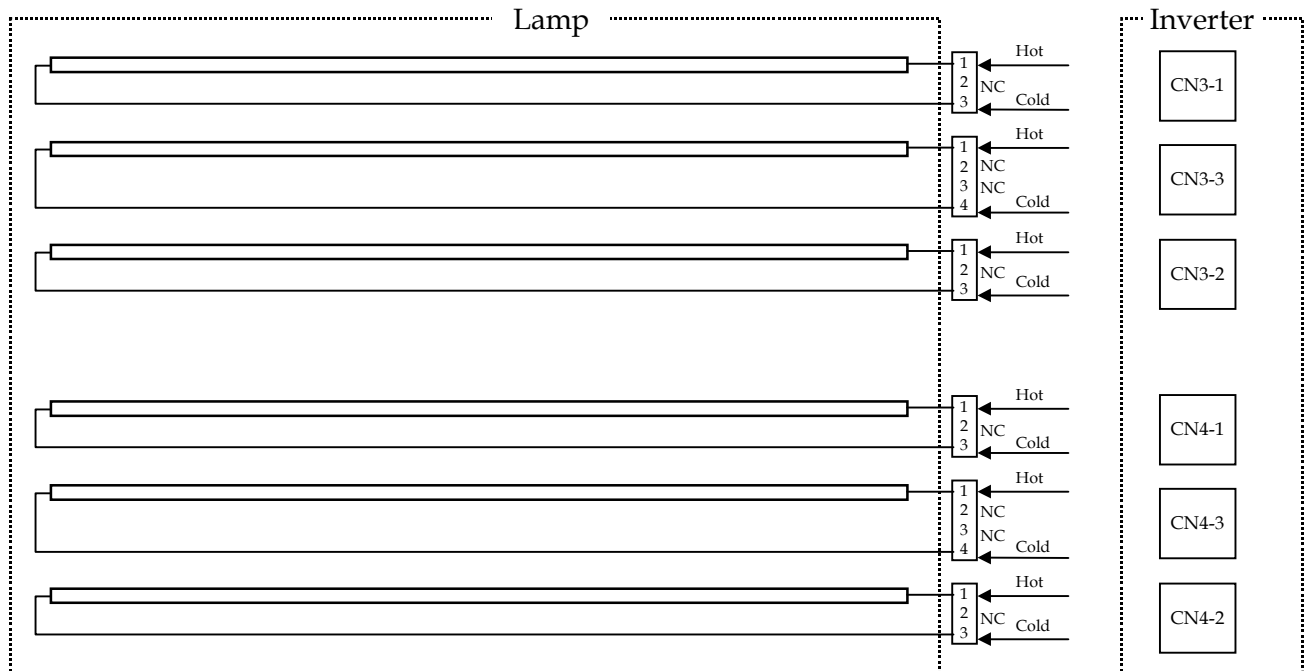 Lamp
Inverter
1 Hot
2 NC
3 Cold
CN3-1
1 Hot
2 NC
3 NC
4 Cold
CN3-3
1 Hot
2 NC
3 Cold
CN3-2
1 Hot
2 NC
3 Cold
CN4-1
1 Hot
2 NC
3 NC
4 Cold
CN4-3
1 Hot
2 NC
3 Cold
CN4-2